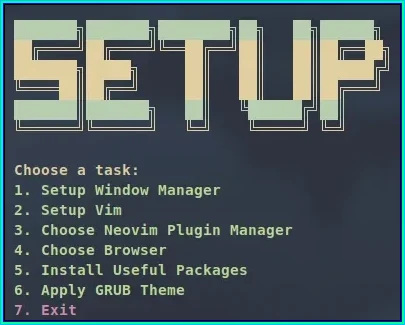 SETUP
Choose a task:
1. Setup Window Manager
2. Setup Vim
3. Choose Neovim Plugin Manager
4. Choose Browser
5. Install Useful Packages
6. Apply GRUB Theme
7. Exit